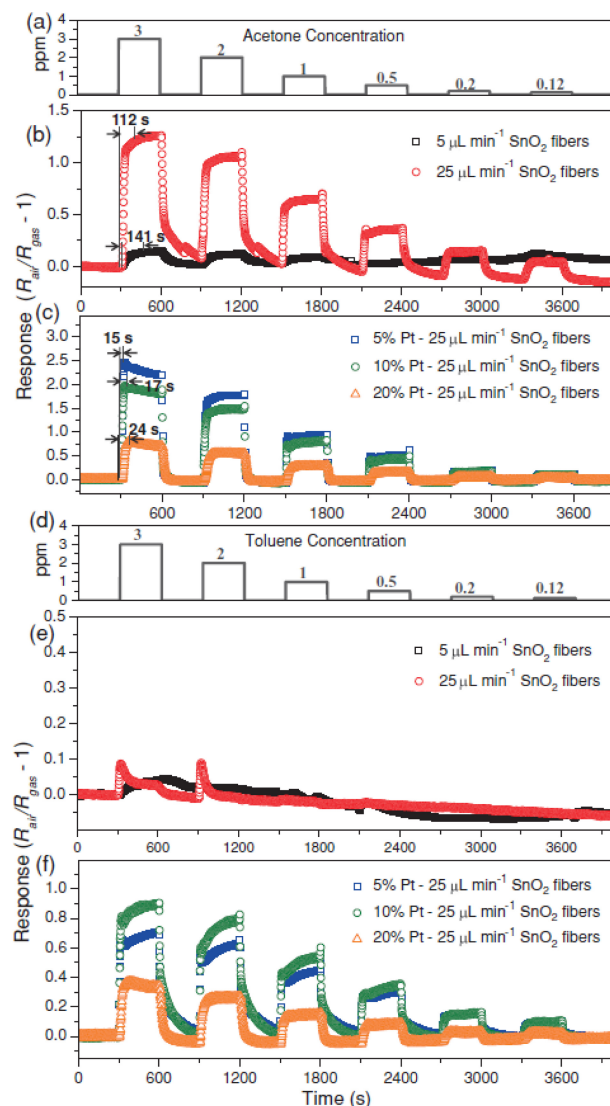 (a)
ppm
4
3
2
1
0
Acetone Concentration
3
2
1
0.5
0.2
0.12
(b)
1.5
1.0
0.5
0.0
112 s
141 s
5 μL min⁻¹ SnO₂ fibers
25 μL min⁻¹ SnO₂ fibers
0 600 1200 1800 2400 3000 3600
Response (R_air/R_gas - 1)
(c)
3.0
2.5
2.0
1.5
1.0
0.5
0.0
15 s
17 s
24 s
5% Pt - 25 μL min⁻¹ SnO₂ fibers
10% Pt - 25 μL min⁻¹ SnO₂ fibers
20% Pt - 25 μL min⁻¹ SnO₂ fibers
0 600 1200 1800 2400 3000 3600
(d)
ppm
4
3
2
1
0
Toluene Concentration
3
2
1
0.5
0.2
0.12
(e)
0.5
0.4
0.3
0.2
0.1
0.0
5 μL min⁻¹ SnO₂ fibers
25 μL min⁻¹ SnO₂ fibers
0 600 1200 1800 2400 3000 3600
Response (R_air/R_gas - 1)
(f)
1.0
0.8
0.6
0.4
0.2
0.0
5% Pt - 25 μL min⁻¹ SnO₂ fibers
10% Pt - 25 μL min⁻¹ SnO₂ fibers
20% Pt - 25 μL min⁻¹ SnO₂ fibers
0 600 1200 1800 2400 3000 3600
Time (s)